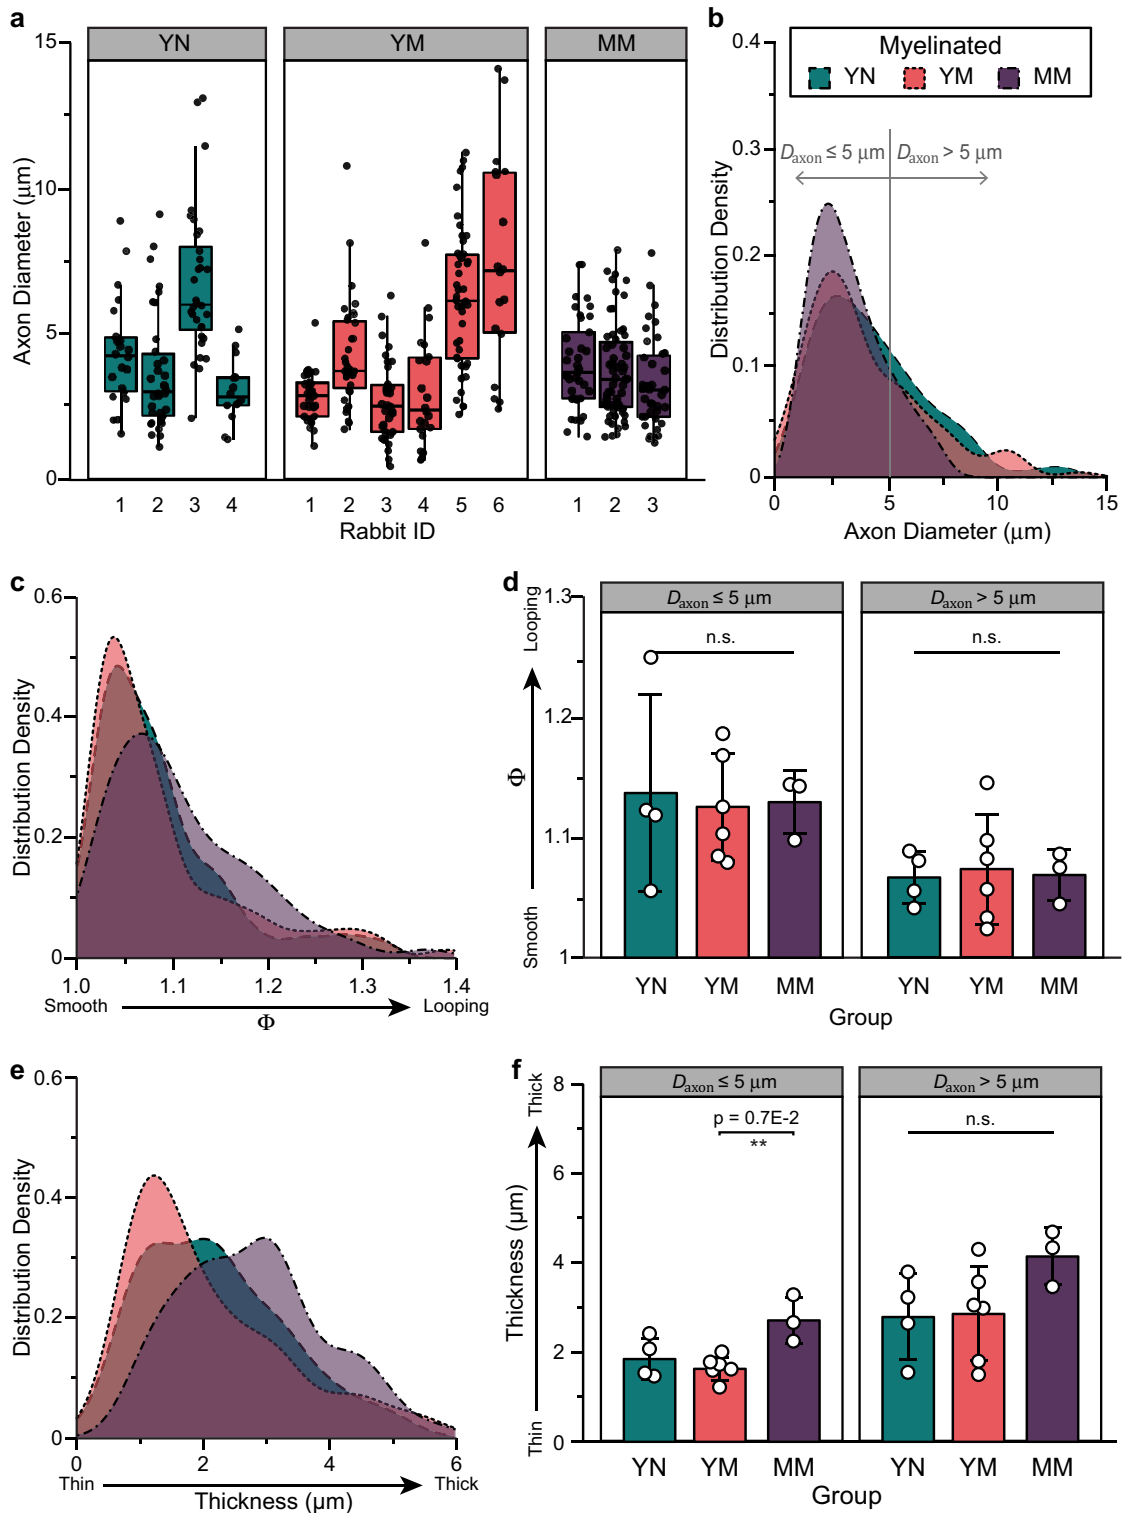 a
YN
YM
MM
15
10
5
0
Axon Diameter (μm)
1 2 3 4
1 2 3 4 5 6
1 2 3
Rabbit ID
b
0.4
0.3
0.2
0.1
0
Distribution Density
Myelinated
YN YM MM
Daxon ≤ 5 μm
Daxon > 5 μm
0 5 10 15
Axon Diameter (μm)
c
0.6
0.4
0.2
0
Distribution Density
1.0 1.1 1.2 1.3 1.4
Smooth Looping
Φ
d
1.3
1.2
1.1
1
Looping
Φ
Smooth
Daxon ≤ 5 μm
n.s.
Daxon > 5 μm
n.s.
YN YM MM
YN YM MM
Group
e
0.6
0.4
0.2
0
Distribution Density
0 2 4 6
Thin Thick
Thickness (μm)
f
8
6
4
2
0
Thick
Thickness (μm)
Thin
Daxon ≤ 5 μm
p = 0.7E-2
**
Daxon > 5 μm
n.s.
YN YM MM
YN YM MM
Group